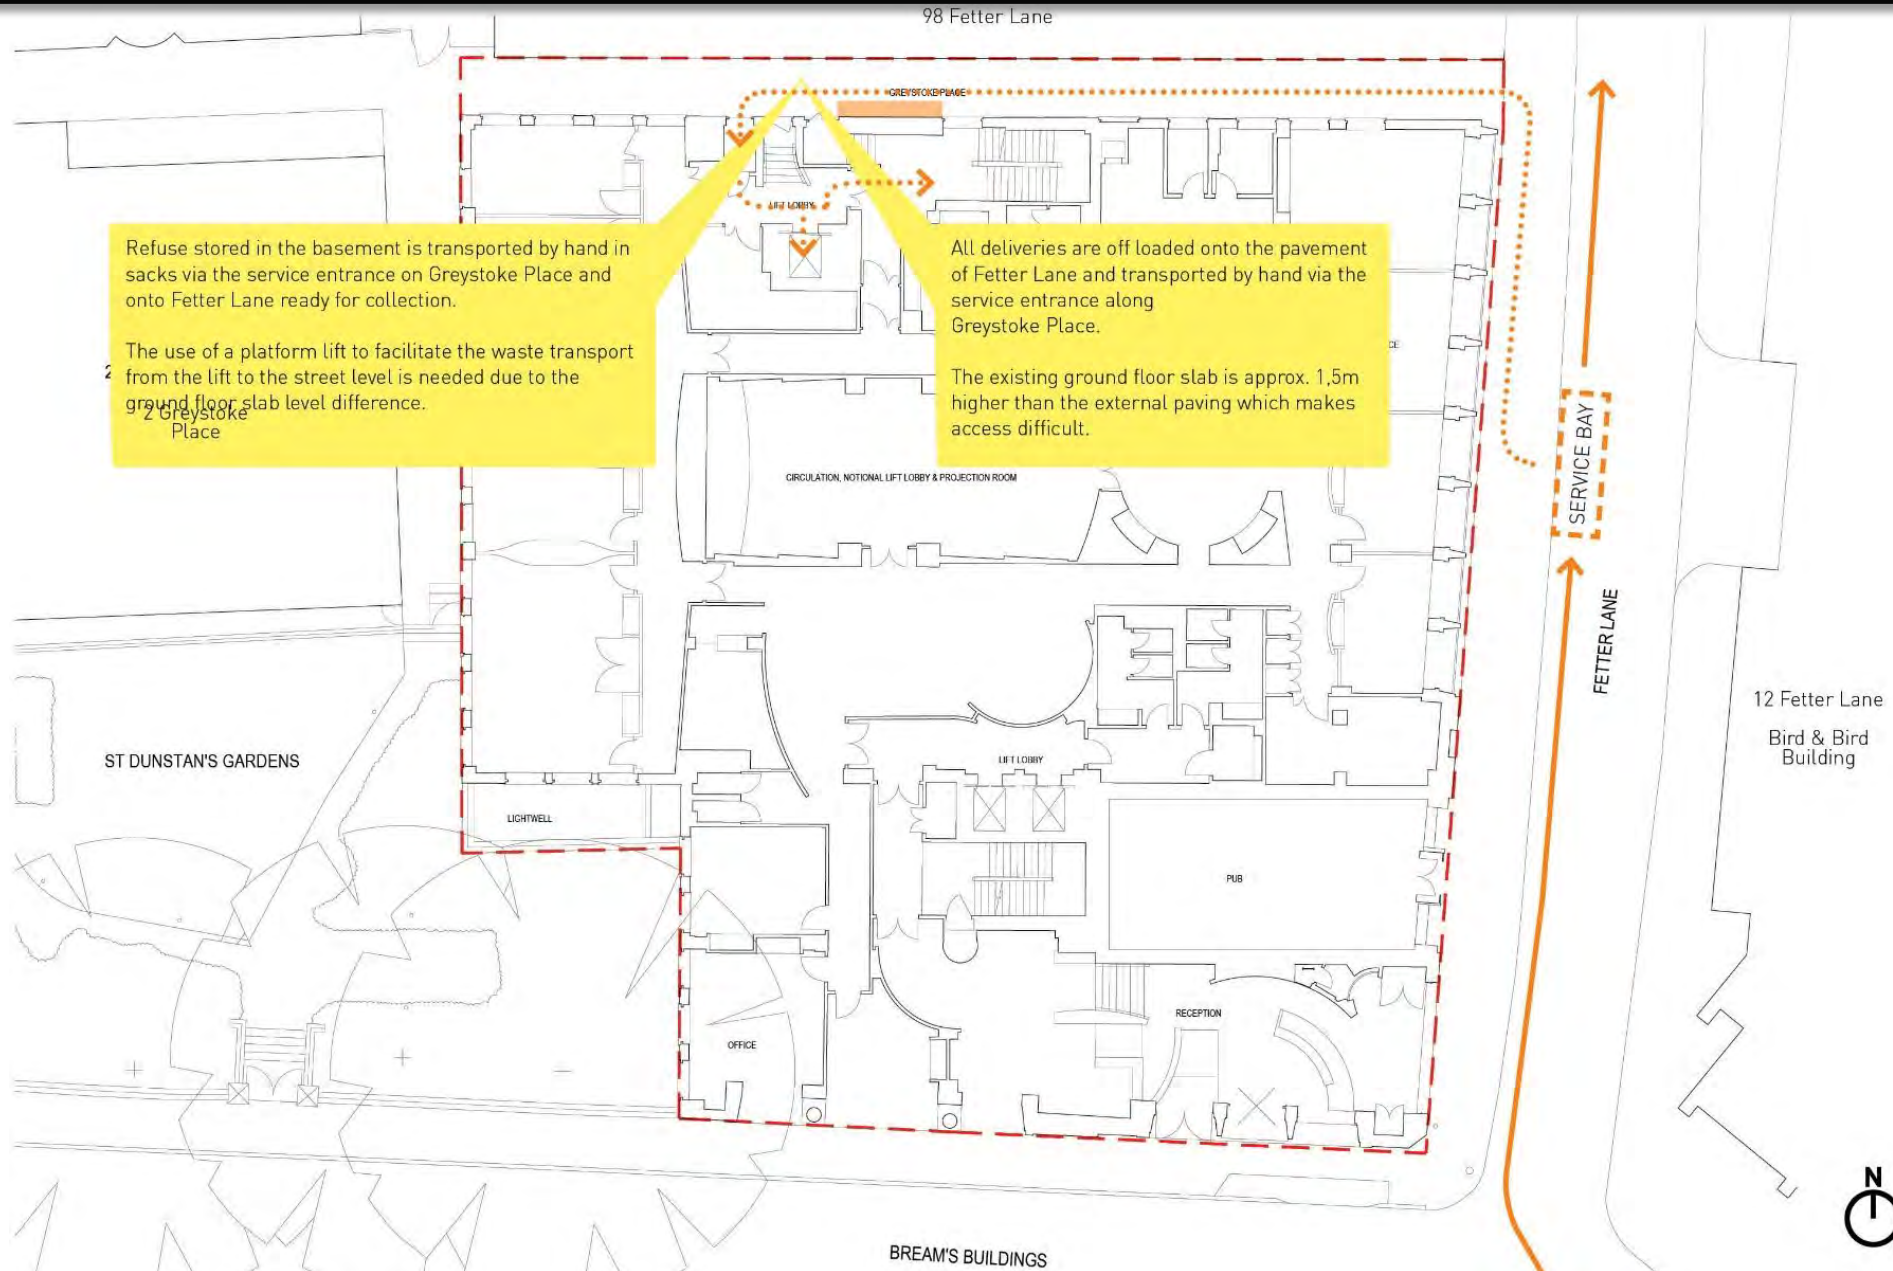 98 Fetter Lane
GREYSTOKE PLACE
LIFT LOBBY
Refuse stored in the basement is transported by hand in
sacks via the service entrance on Greystoke Place and
onto Fetter Lane ready for collection.
The use of a platform lift to facilitate the waste transport
from the lift to the street level is needed due to the
ground floor slab level difference.
2
2 Greystoke
Place
All deliveries are off loaded onto the pavement
of Fetter Lane and transported by hand via the
service entrance along
Greystoke Place.
The existing ground floor slab is approx. 1,5m
higher than the external paving which makes
access difficult.
CE
SERVICE BAY
CIRCULATION, NOTIONAL LIFT LOBBY & PROJECTION ROOM
FETTER LANE
12 Fetter Lane
Bird & Bird
Building
ST DUNSTAN'S GARDENS
LIFT LOBBY
LIGHTWELL
PUB
RECEPTION
OFFICE
N
BREAM'S BUILDINGS